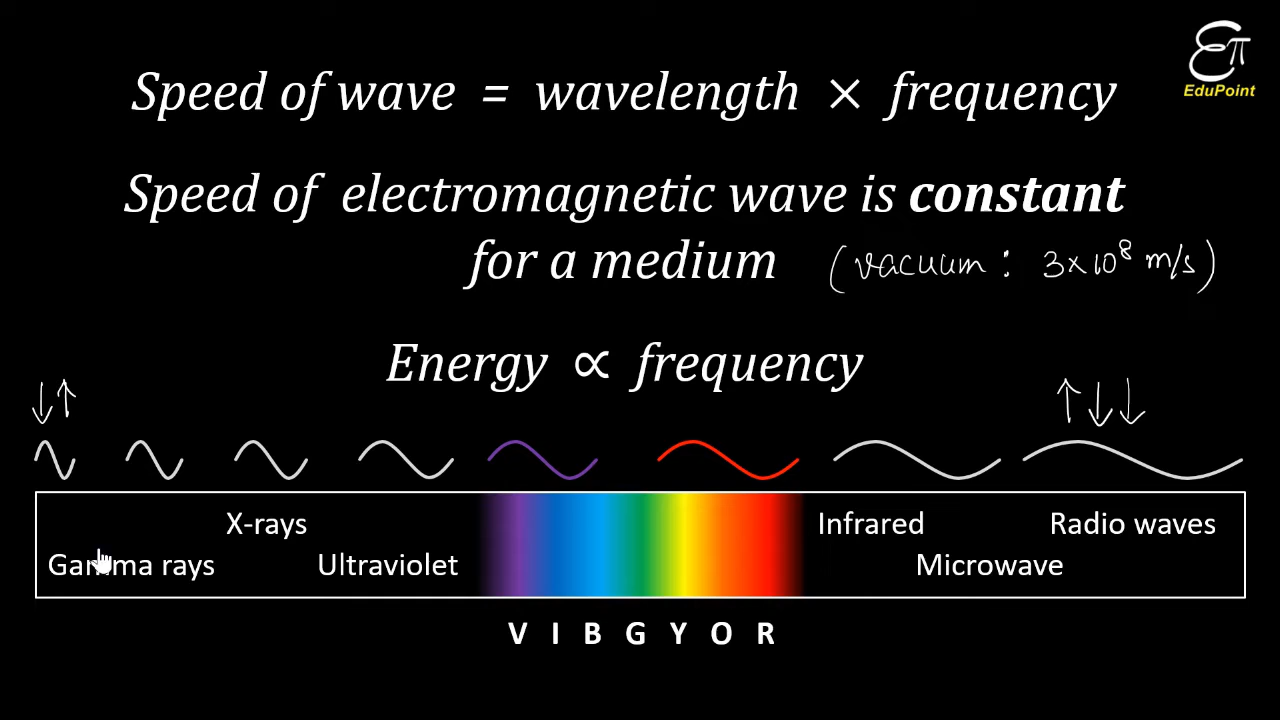 επ
EduPoint
Speed of wave = wavelength × frequency
Speed of electromagnetic wave is constant
for a medium (vacuum : 3×10⁸ m/s)
Energy ∝ frequency
↓↑ ↑↓↓
X-rays Infrared Radio waves
Gamma rays Ultraviolet Microwave
V I B G Y O R